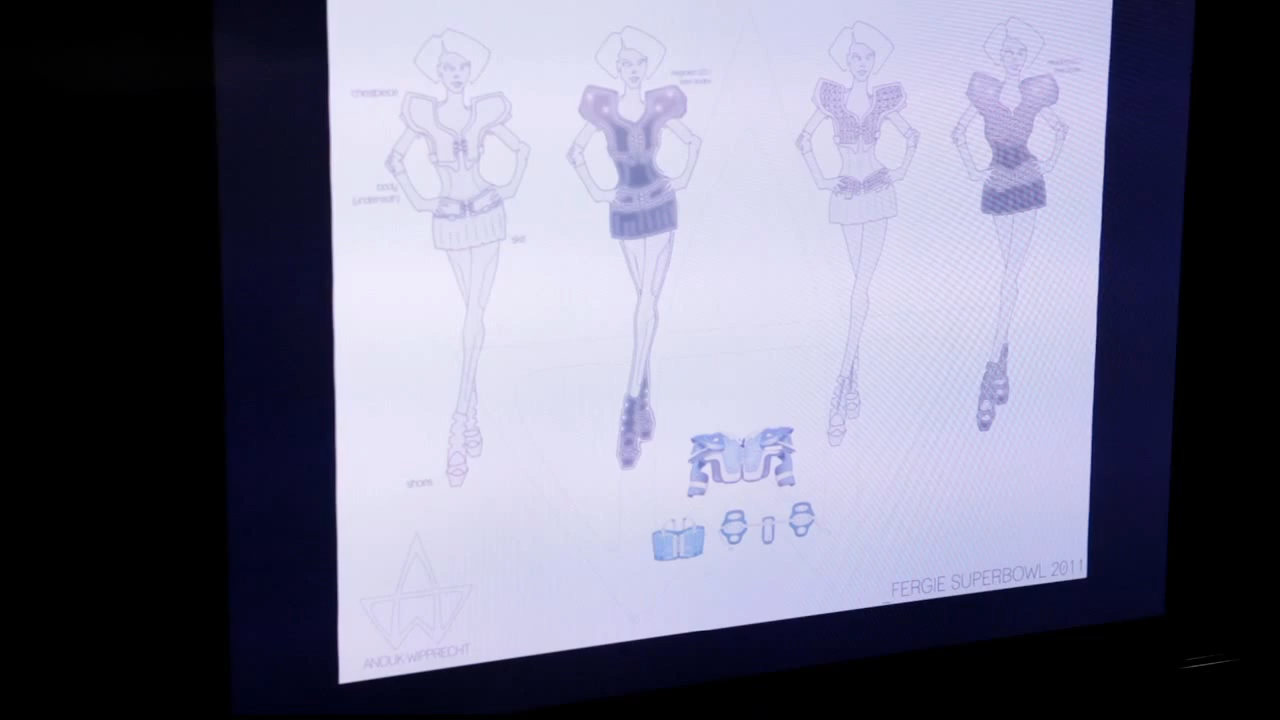 chestpiece
body
(underneath)
skirt
shoes
ANOUK WIPPRECHT
FERGIE SUPERBOWL 2011